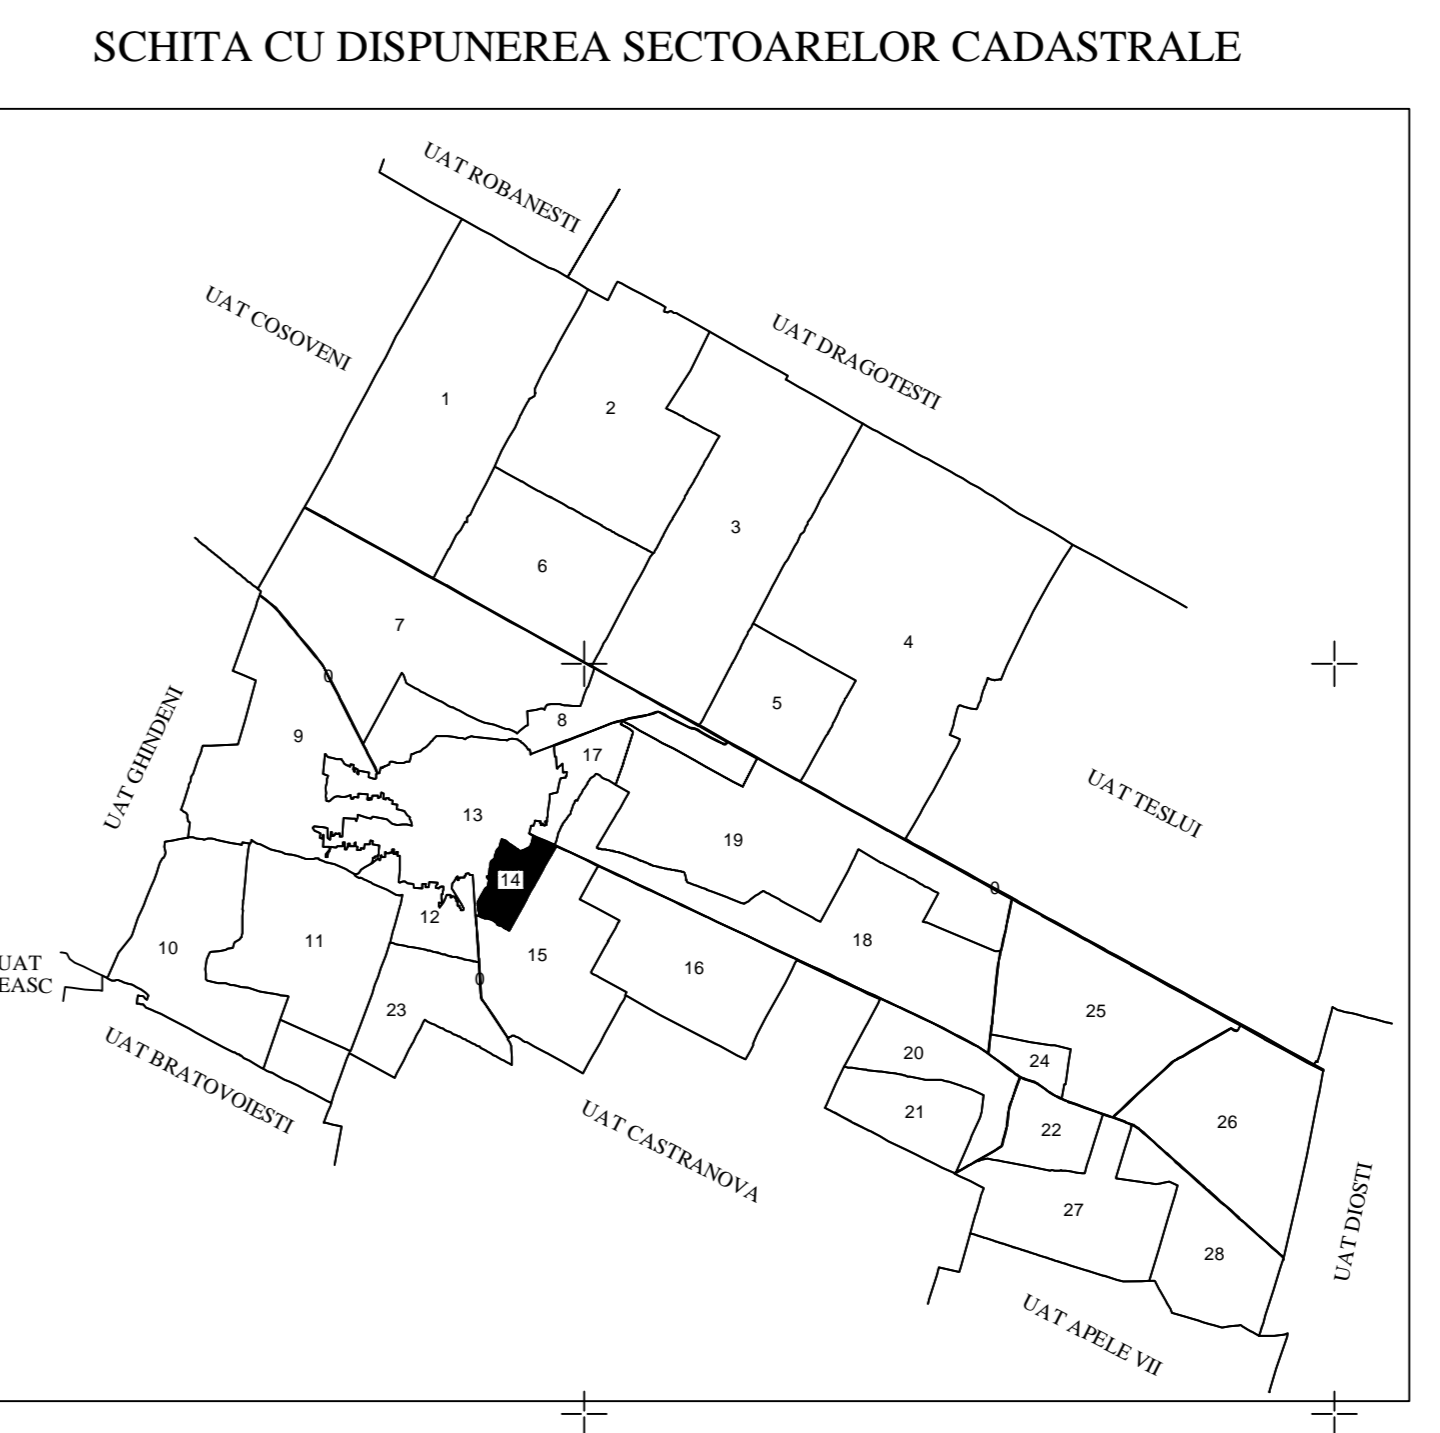 SCHITA CU DISPUNEREA SECTOARELOR CADASTRALE
UAT ROBANESTI
UAT COSOVENI
UAT DRAGOTESTI
1
2
3
6
7
4
0
5
8
9
17
UAT GHINDENI
UAT TESLUI
13
19
14
0
12
18
11
10
15
16
UAT
EASC
0
23
25
20
24
UAT BRATOVOIESTI
UAT CASTRANOVA
21
22
26
27
UAT DIOSTI
28
UAT APELE VII